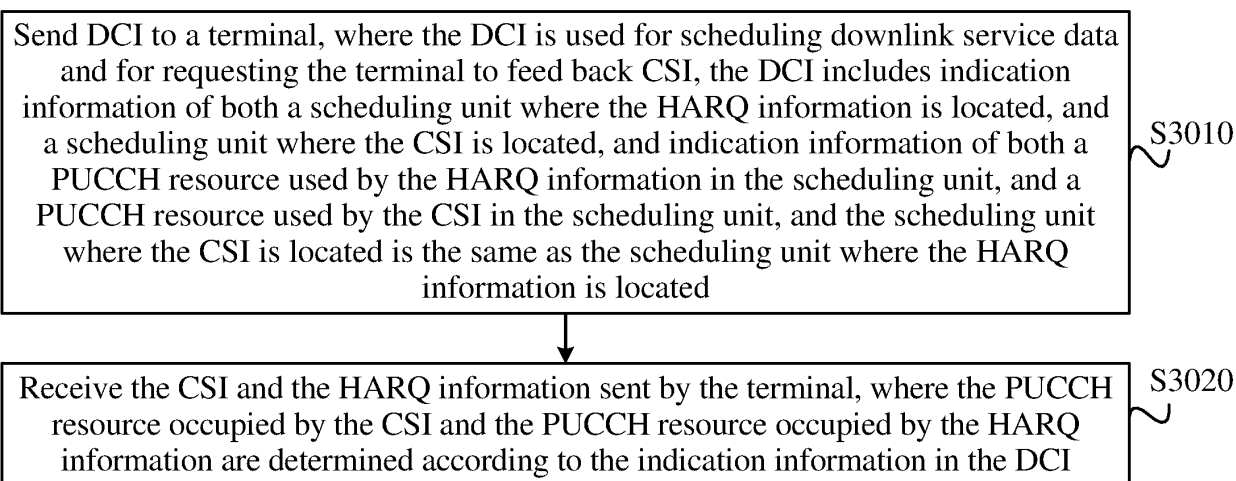 Send DCI to a terminal, where the DCI is used for scheduling downlink service data
and for requesting the terminal to feed back CSI, the DCI includes indication
information of both a scheduling unit where the HARQ information is located, and
a scheduling unit where the CSI is located, and indication information of both a
PUCCH resource used by the HARQ information in the scheduling unit, and a
PUCCH resource used by the CSI in the scheduling unit, and the scheduling unit
where the CSI is located is the same as the scheduling unit where the HARQ
information is located
S3010
Receive the CSI and the HARQ information sent by the terminal, where the PUCCH
resource occupied by the CSI and the PUCCH resource occupied by the HARQ
information are determined according to the indication information in the DCI
S3020